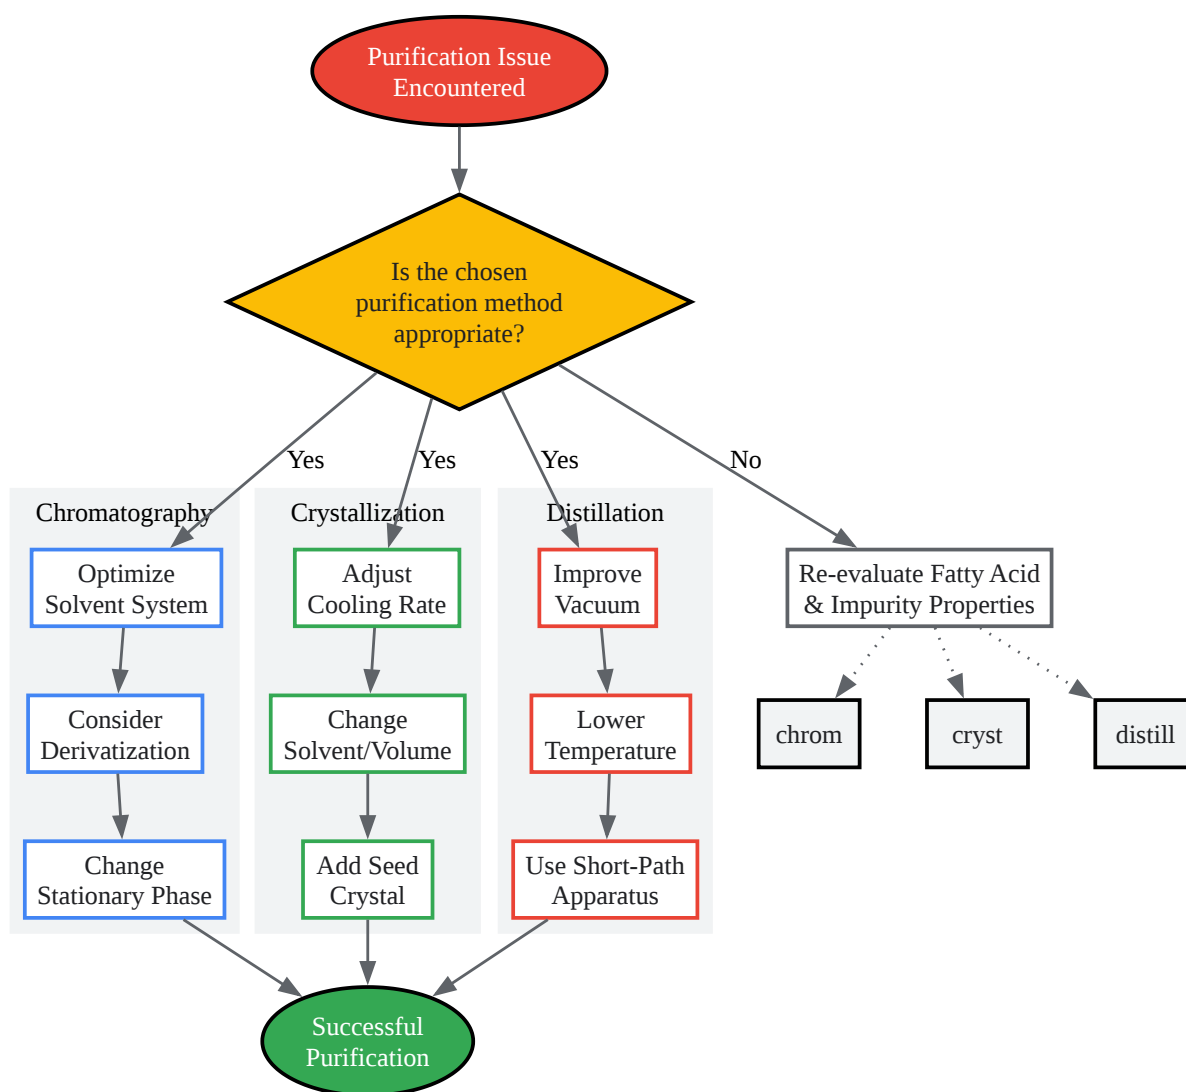 Purification Issue
Encountered
Is the chosen
purification method
appropriate?
Yes
Yes
Yes
No
Chromatography
Crystallization
Distillation
Optimize
Solvent System
Adjust
Cooling Rate
Improve
Vacuum
Re-evaluate Fatty Acid
& Impurity Properties
Consider
Derivatization
Change
Solvent/Volume
Lower
Temperature
chrom
cryst
distill
Change
Stationary Phase
Add Seed
Crystal
Use Short-Path
Apparatus
Successful
Purification